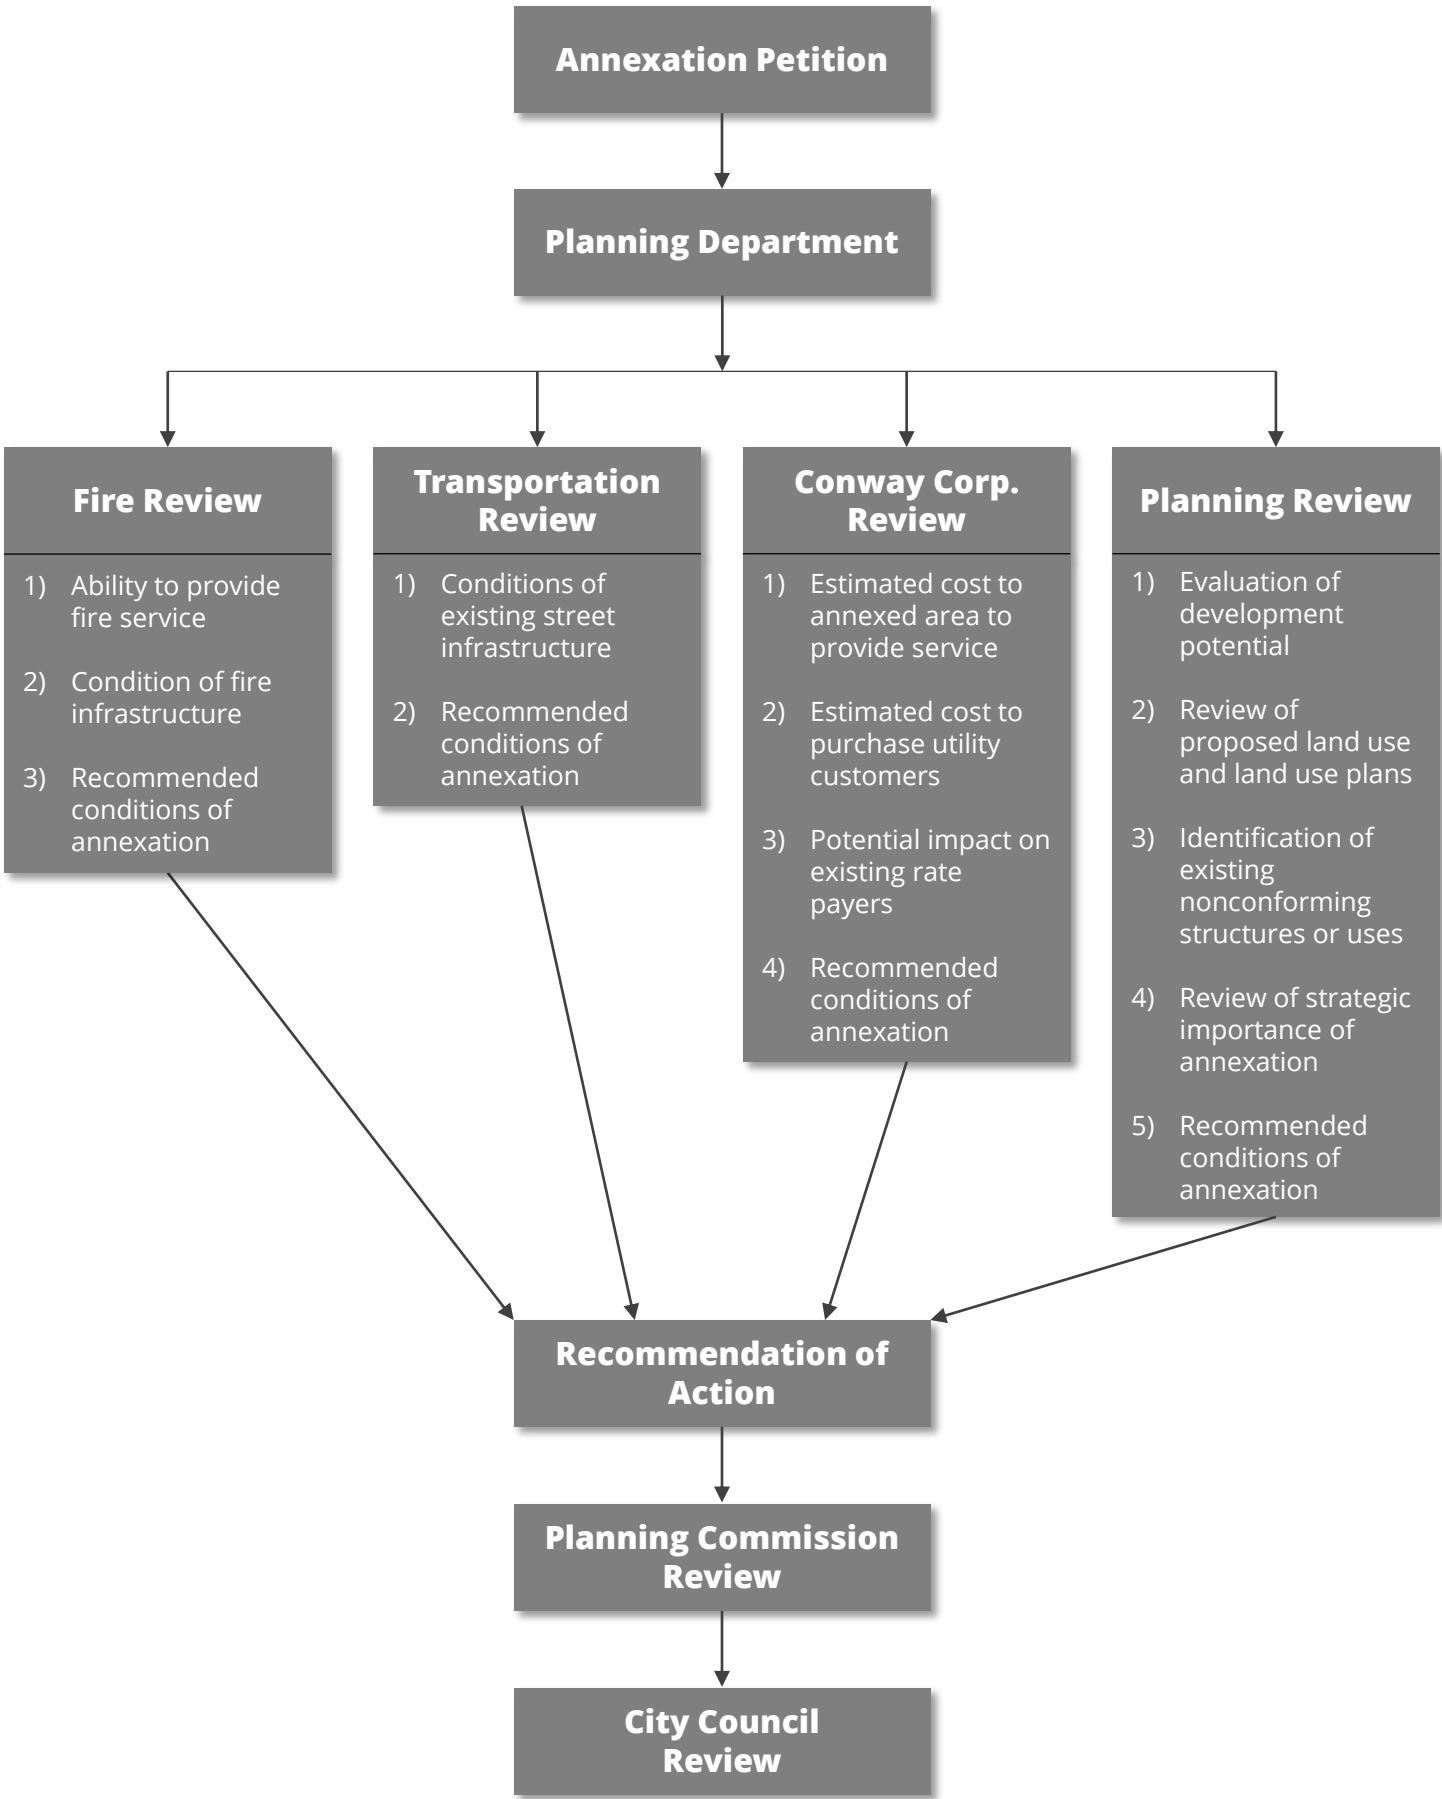 Annexation Petition
Planning Department
Fire Review
1) Ability to provide
fire service
2) Condition of fire
infrastructure
3) Recommended
conditions of
annexation
Transportation
Review
1) Conditions of
existing street
infrastructure
2) Recommended
conditions of
annexation
Conway Corp.
Review
1) Estimated cost to
annexed area to
provide service
2) Estimated cost to
purchase utility
customers
3) Potential impact on
existing rate
payers
4) Recommended
conditions of
annexation
Planning Review
1) Evaluation of
development
potential
2) Review of
proposed land use
and land use plans
3) Identification of
existing
nonconforming
structures or uses
4) Review of strategic
importance of
annexation
5) Recommended
conditions of
annexation
Recommendation of
Action
Planning Commission
Review
City Council
Review